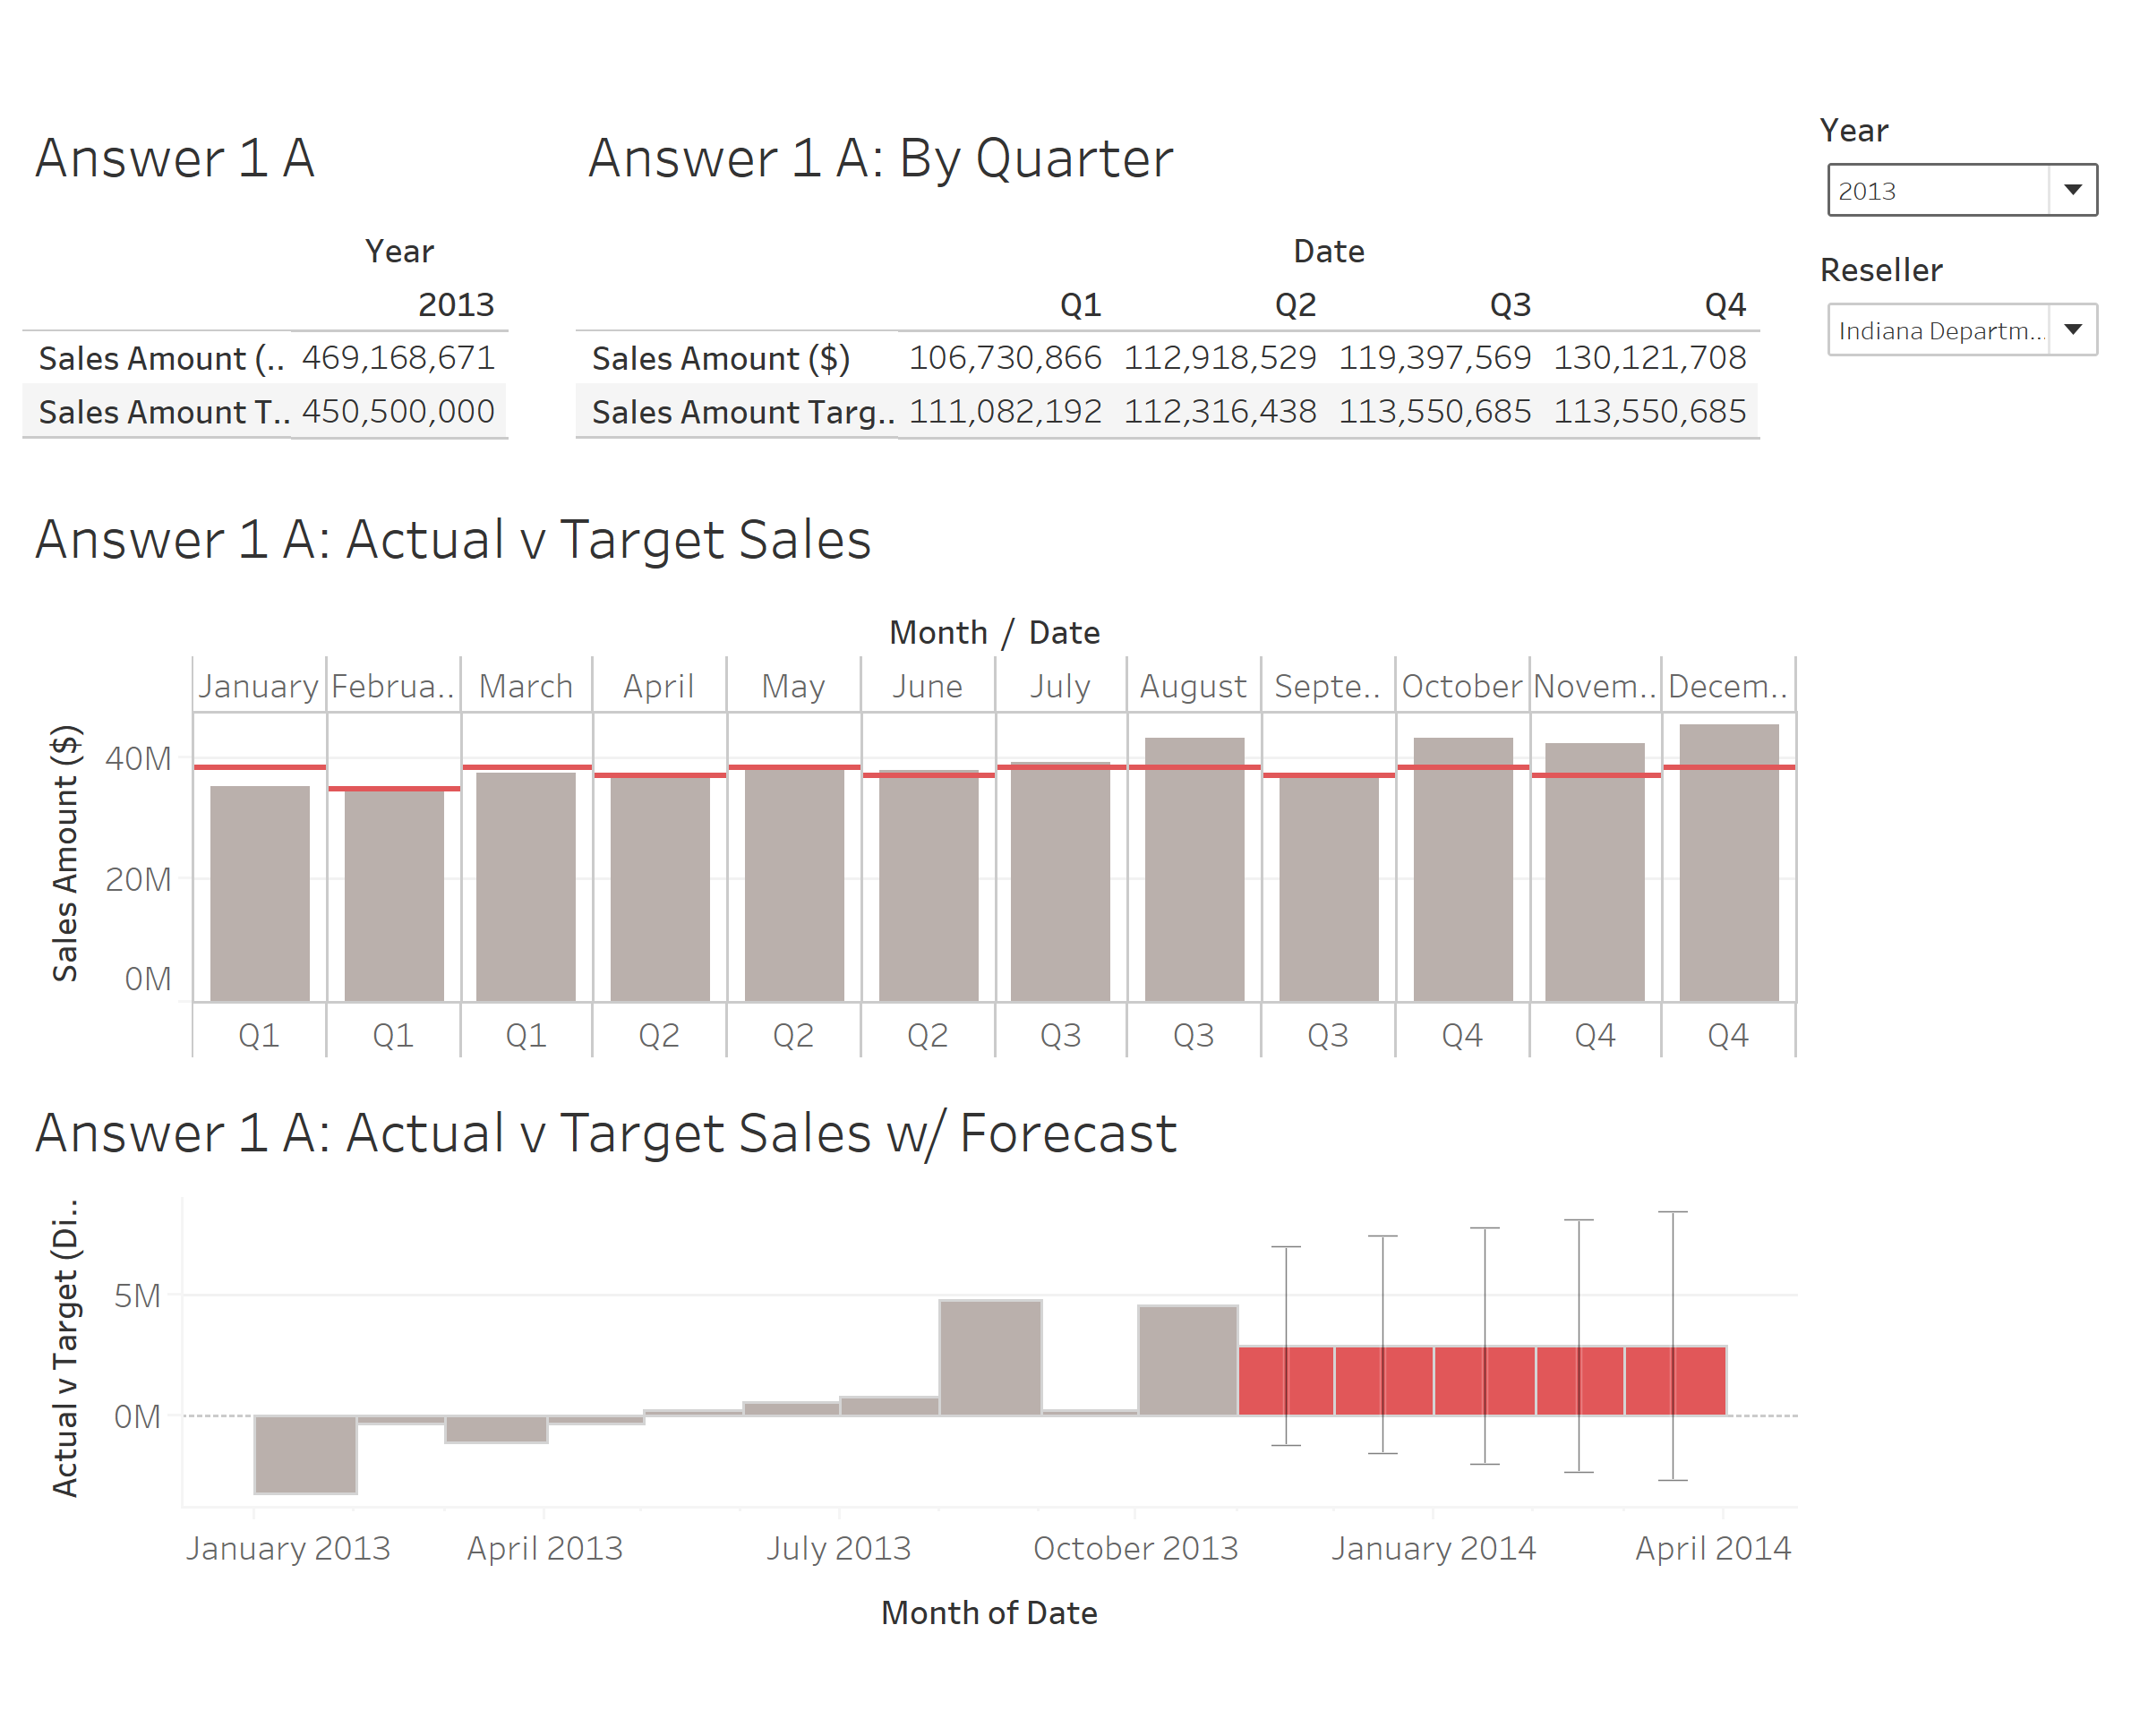 Answer 1 A
Answer 1 A: By Quarter
Year
2013
Reseller
Indiana Departm...
Year
2013
Sales Amount (.. 469,168,671
Sales Amount T.. 450,500,000
Date
Q1 Q2 Q3 Q4
Sales Amount ($) 106,730,866 112,918,529 119,397,569 130,121,708
Sales Amount Targ.. 111,082,192 112,316,438 113,550,685 113,550,685
Answer 1 A: Actual v Target Sales
Month / Date
January Februa.. March April May June July August Septe.. October Novem.. Decem..
Sales Amount ($)
40M
20M
0M
Q1 Q1 Q1 Q2 Q2 Q2 Q3 Q3 Q3 Q4 Q4 Q4
Answer 1 A: Actual v Target Sales w/ Forecast
Actual v Target (Di..
5M
0M
January 2013 April 2013 July 2013 October 2013 January 2014 April 2014
Month of Date